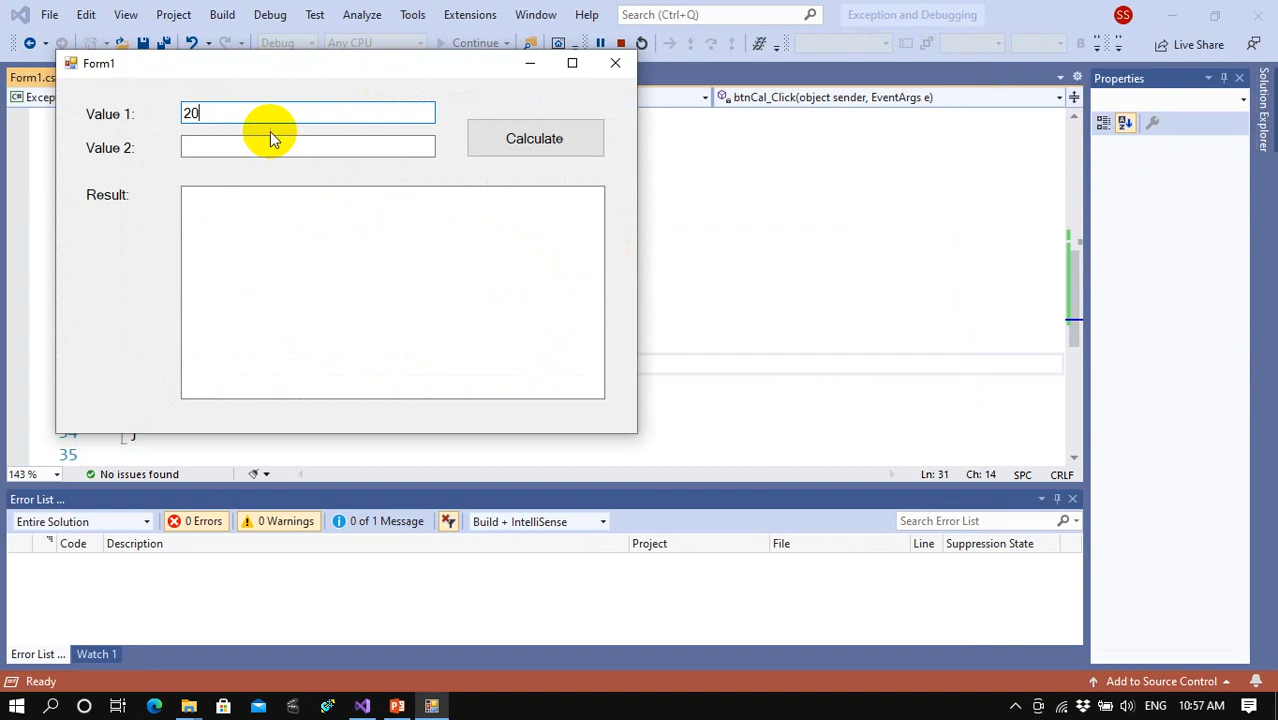 File Edit View Project Build Debug Test Analyze Tools Extensions Window Help Search (Ctrl+Q) Exception and Debugging SS
Debug Any CPU Continue Live Share
Form1.cs
Form1
btnCal_Click(object sender, EventArgs e)
Properties
Solution Explorer
Value 1: 20
Value 2:
Calculate
Result:
35
143 % No issues found Ln: 31 Ch: 14 SPC CRLF
Error List ...
Entire Solution 0 Errors 0 Warnings 0 of 1 Message Build + IntelliSense Search Error List
Code Description Project File Line Suppression State
Error List ... Watch 1
Ready Add to Source Control
ENG 10:57 AM